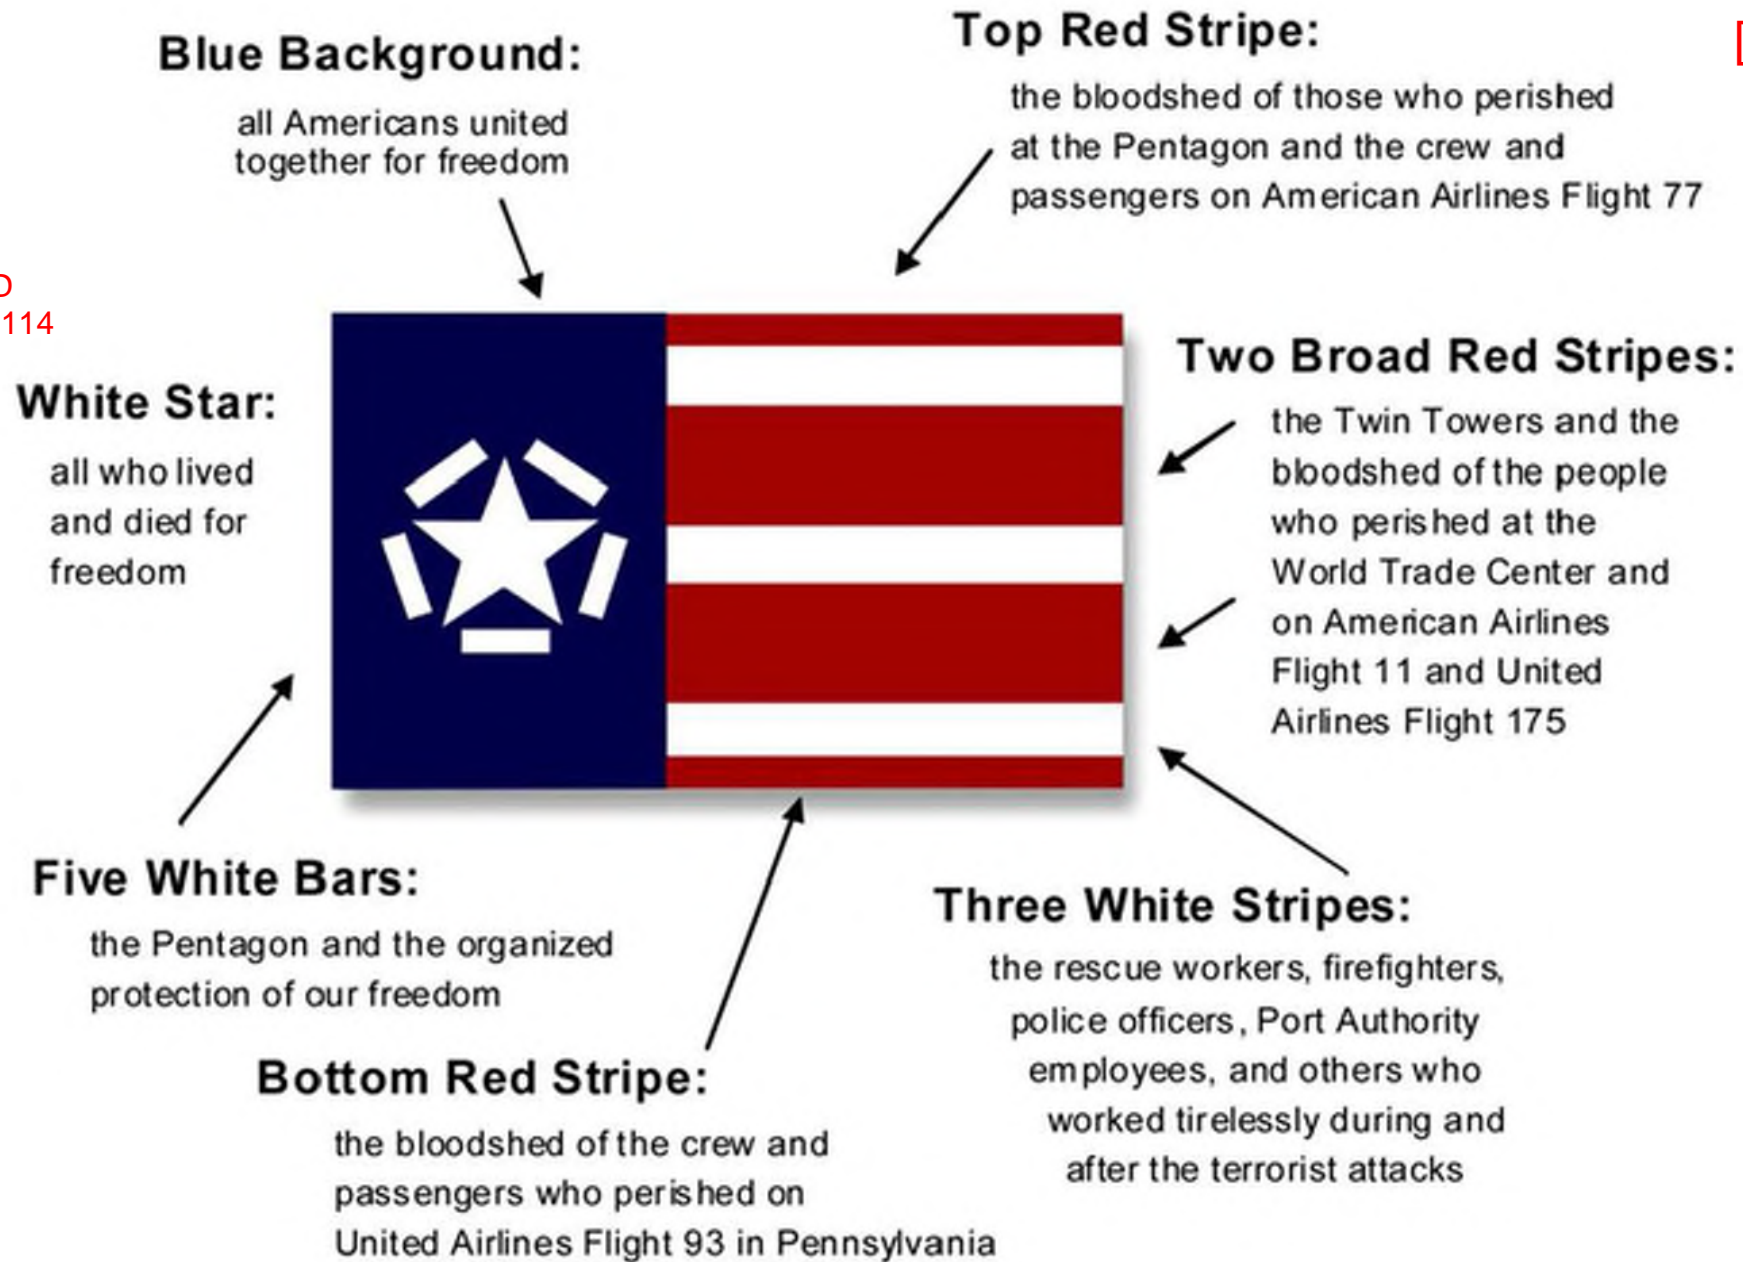 Blue Background:
all Americans united
together for freedom
Top Red Stripe:
the bloodshed of those who perished
at the Pentagon and the crew and
passengers on American Airlines Flight 77
114
White Star:
all who lived
and died for
freedom
Two Broad Red Stripes:
the Twin Towers and the
bloodshed of the people
who perished at the
World Trade Center and
on American Airlines
Flight 11 and United
Airlines Flight 175
Five White Bars:
the Pentagon and the organized
protection of our freedom
Three White Stripes:
the rescue workers, firefighters,
police officers, Port Authority
employees, and others who
worked tirelessly during and
after the terrorist attacks
Bottom Red Stripe:
the bloodshed of the crew and
passengers who perished on
United Airlines Flight 93 in Pennsylvania